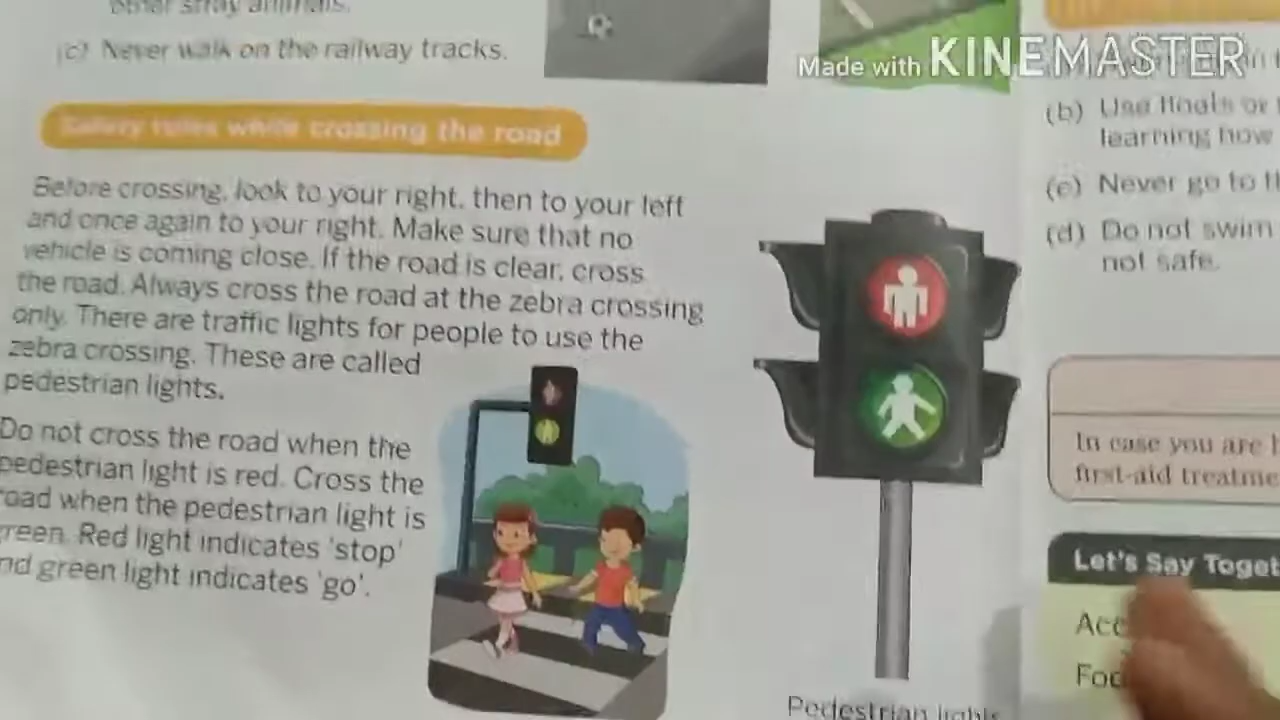 other stray animals.
(c) Never walk on the railway tracks.
Made with KINEMASTER
Safety rules while crossing the road
Before crossing, look to your right, then to your left
and once again to your right. Make sure that no
vehicle is coming close. If the road is clear, cross
the road. Always cross the road at the zebra crossing
only. There are traffic lights for people to use the
zebra crossing. These are called
pedestrian lights.
Do not cross the road when the
pedestrian light is red. Cross the
road when the pedestrian light is
green. Red light indicates 'stop'
and green light indicates 'go'.
Pedestrian lights
(b) Use floats or
learning how
(c) Never go to
(d) Do not swim
not safe.
In case you are
first-aid
Let's Say